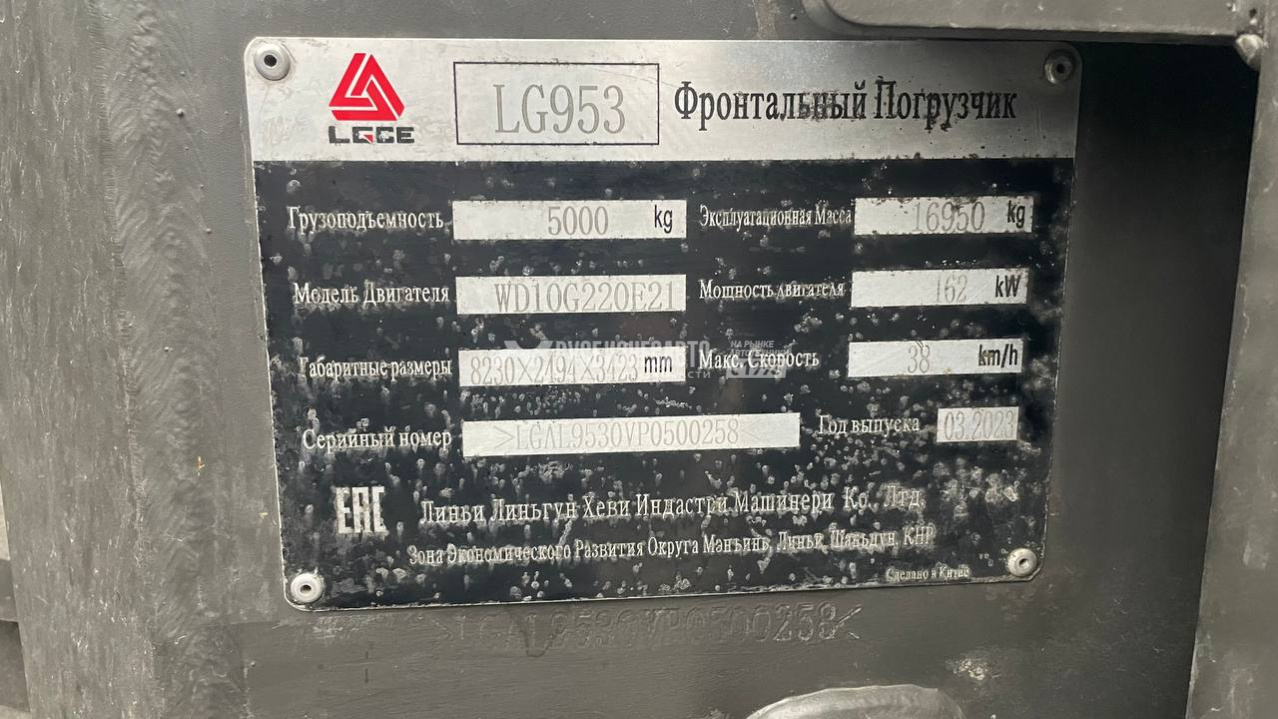 LGCE LG953 Фронтальный Погрузчик
Грузоподъемность 5000 kg Эксплуатационная Масса 16950 kg
Модель Двигателя WD10G220E21 Мощность двигателя 162 kW
Габаритные размеры 8230×2494×3423 mm Макс. Скорость 38 km/h
Серийный номер >LGAL9530VP0500258 Год выпуска 03.2023
EAC Линьи Линьгун Хеви Индастри Машинери Ко., Лтд.
Зона Экономического Развития Округа Мэнъинь, Линьи, Шаньдун, КНР
Сделано в Китае
>LGAL9530VP0500258<